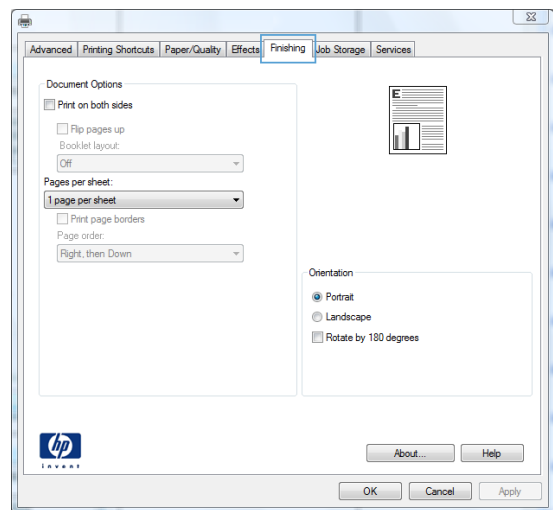 Advanced Printing Shortcuts Paper/Quality Effects Finishing Job Storage Services
Document Options
Print on both sides
Flip pages up
Booklet layout:
Off
Pages per sheet:
1 page per sheet
Print page borders
Page order:
Right, then Down
E
Orientation
Portrait
Landscape
Rotate by 180 degrees
hp
invent
About... Help
OK Cancel Apply